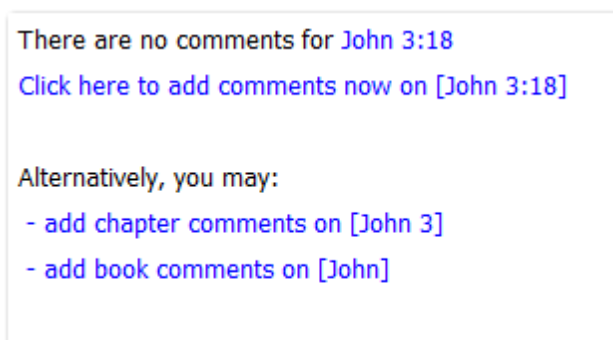 There are no comments for John 3:18
Click here to add comments now on [John 3:18]
Alternatively, you may:
- add chapter comments on [John 3]
- add book comments on [John]